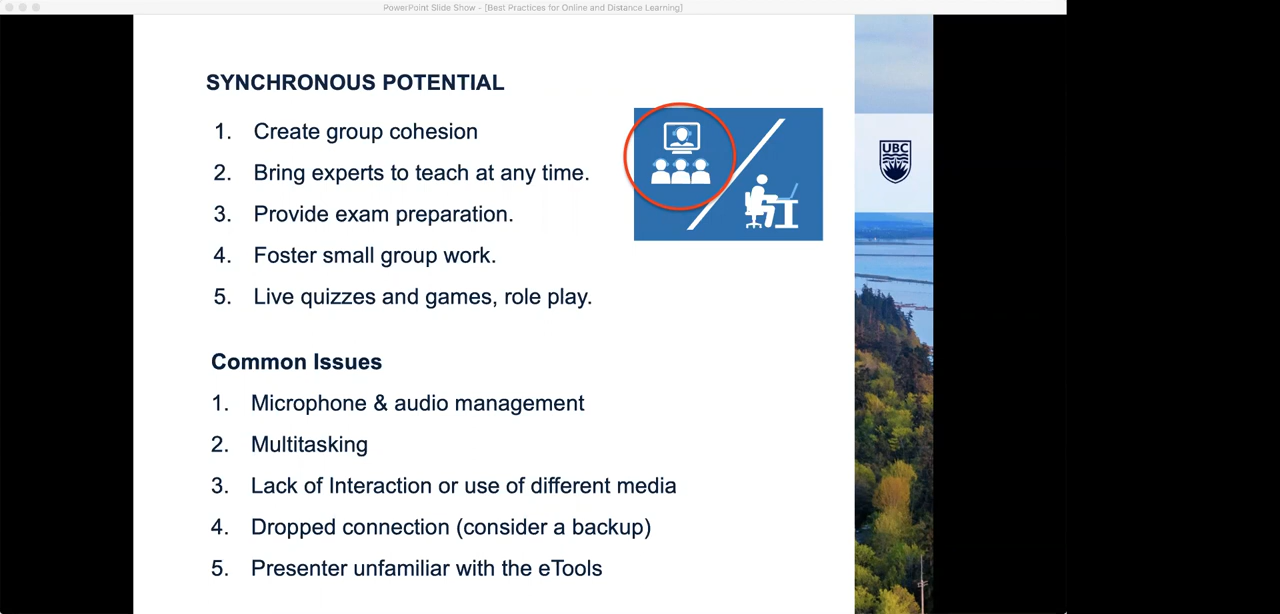 PowerPoint Slide Show - [Best Practices for Online and Distance Learning]
SYNCHRONOUS POTENTIAL
1. Create group cohesion
2. Bring experts to teach at any time.
3. Provide exam preparation.
4. Foster small group work.
5. Live quizzes and games, role play.
UBC
Common Issues
1. Microphone & audio management
2. Multitasking
3. Lack of Interaction or use of different media
4. Dropped connection (consider a backup)
5. Presenter unfamiliar with the eTools